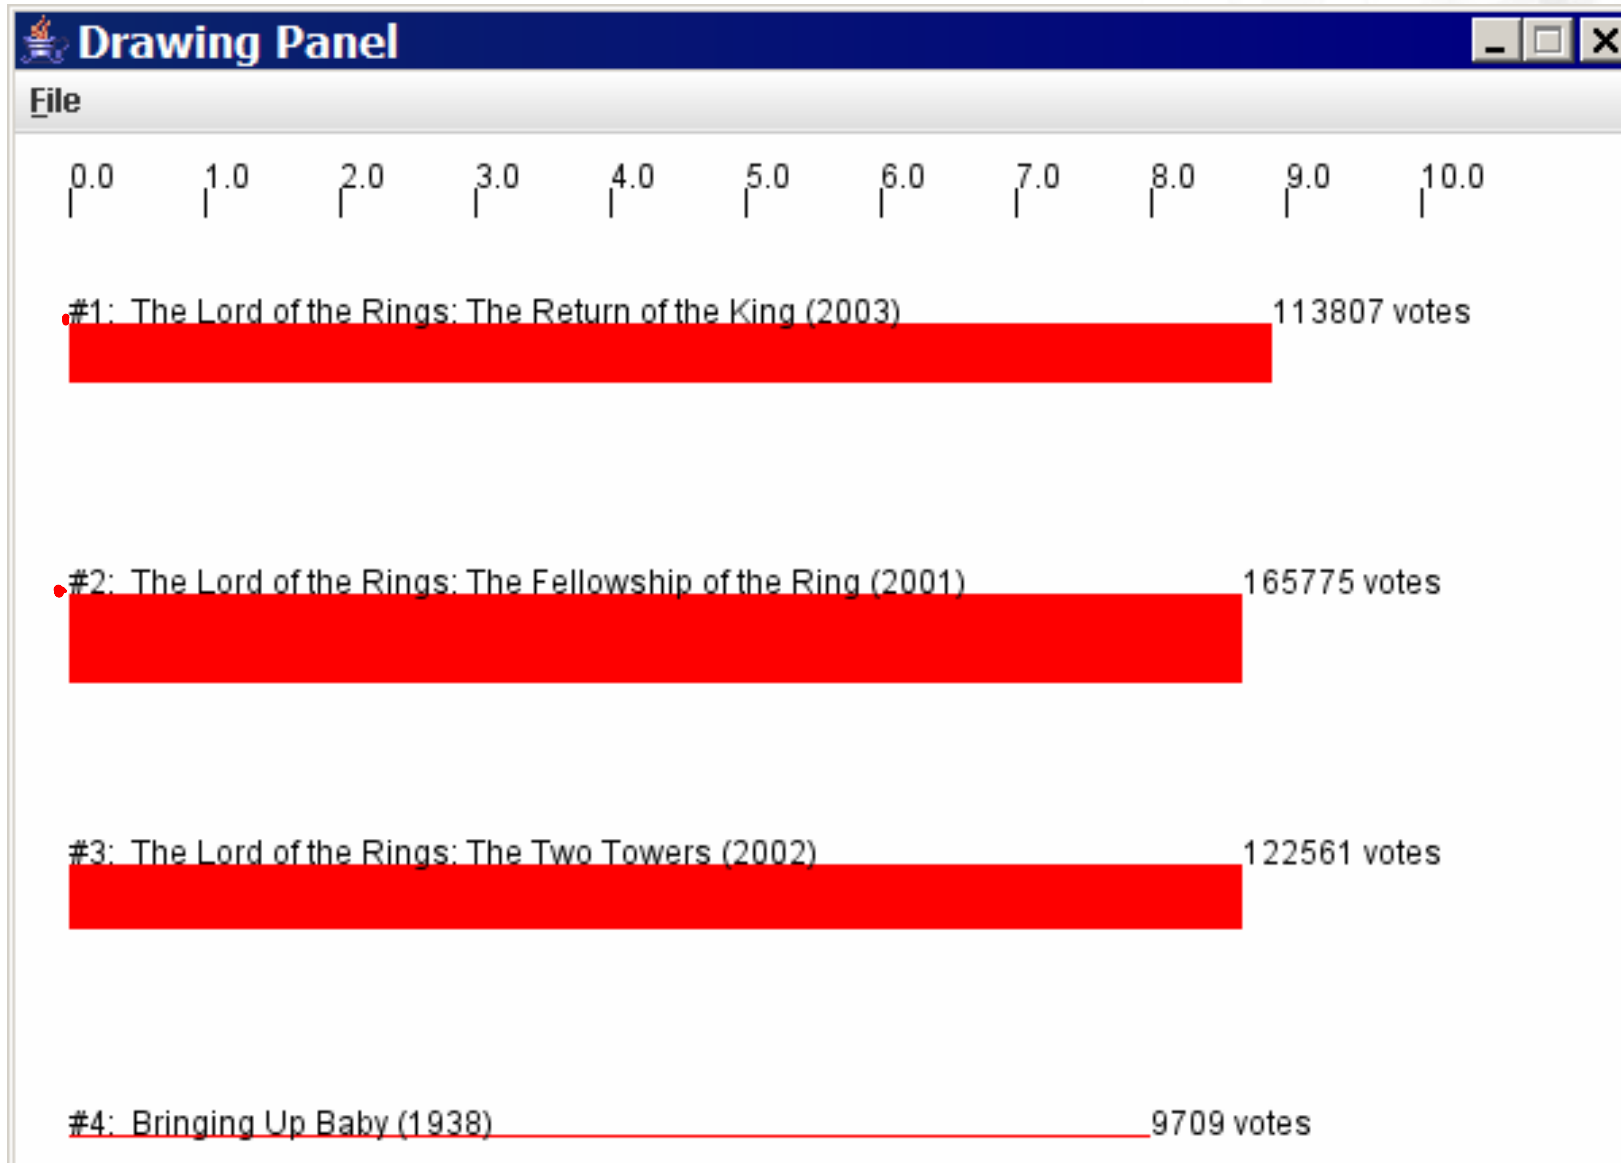 Drawing Panel
File
0.0 1.0 2.0 3.0 4.0 5.0 6.0 7.0 8.0 9.0 10.0
#1: The Lord of the Rings: The Return of the King (2003) 113807 votes
#2: The Lord of the Rings: The Fellowship of the Ring (2001) 165775 votes
#3: The Lord of the Rings: The Two Towers (2002) 122561 votes
#4: Bringing Up Baby (1938) 9709 votes